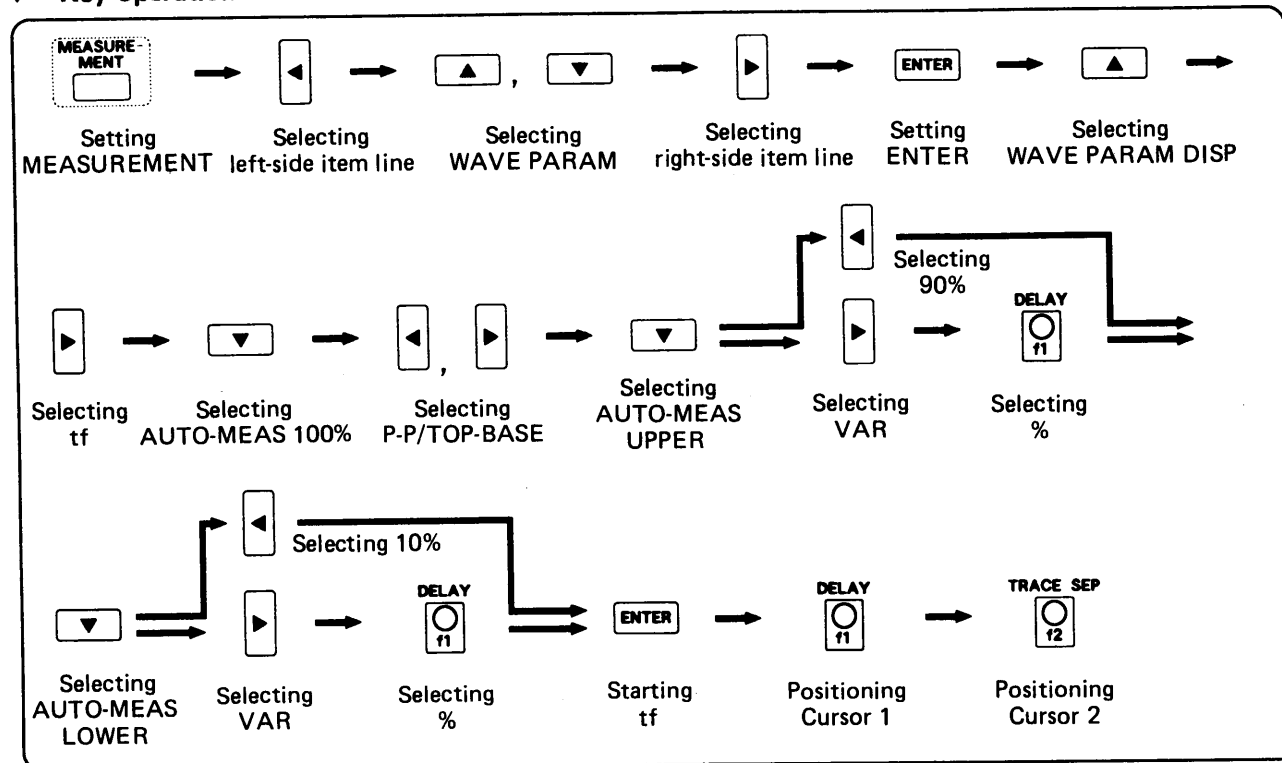 Key Operation
MEASURE-
MENT
ENTER
Setting
MEASUREMENT
Selecting
left-side item line
,
Selecting
WAVE PARAM
Selecting
right-side item line
Setting
ENTER
Selecting
WAVE PARAM DISP
Selecting
90%
DELAY
f1
Selecting
tf
Selecting
AUTO-MEAS 100%
,
Selecting
P-P/TOP-BASE
Selecting
AUTO-MEAS
UPPER
Selecting
VAR
Selecting
%
Selecting 10%
DELAY
f1
ENTER
DELAY
f1
TRACE SEP
f2
Selecting
AUTO-MEAS
LOWER
Selecting
VAR
Selecting
%
Starting
tf
Positioning
Cursor 1
Positioning
Cursor 2